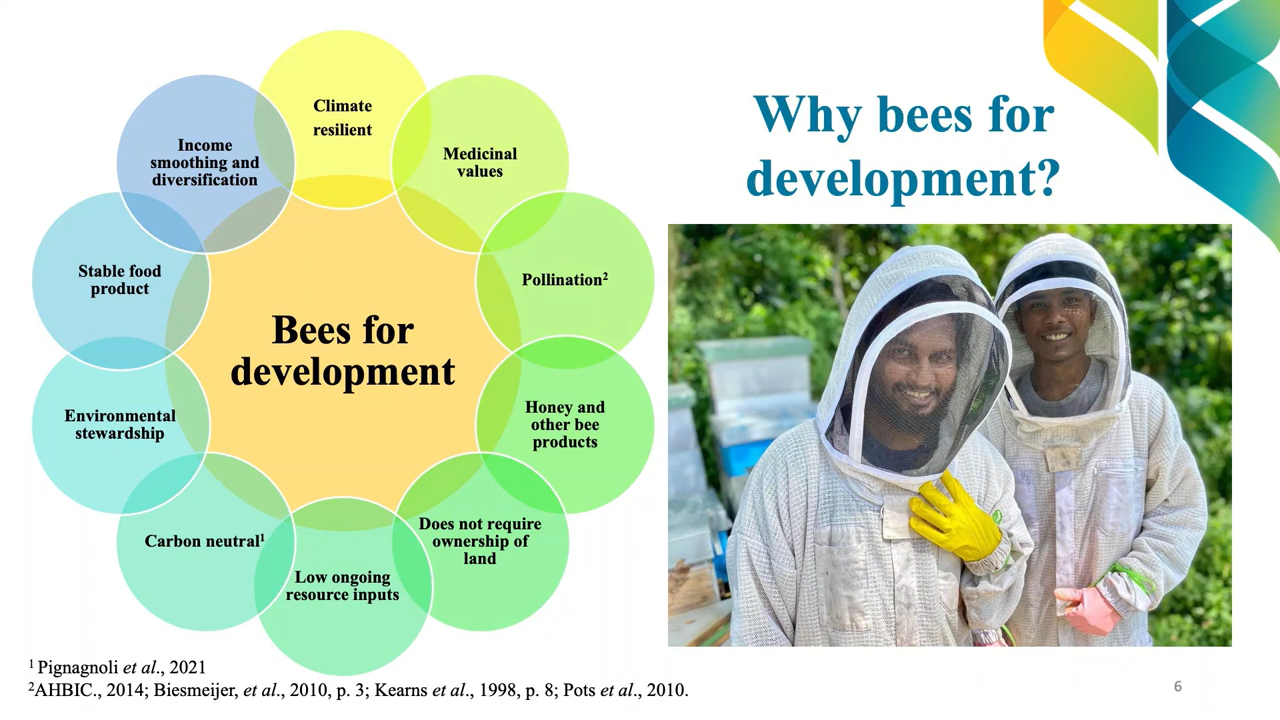 Why bees for
development?
Climate
resilient
Medicinal
values
Pollination²
Honey and
other bee
products
Does not require
ownership of
land
Low ongoing
resource inputs
Carbon neutral¹
Environmental
stewardship
Stable food
product
Income
smoothing and
diversification
Bees for
development
¹ Pignagnoli et al., 2021
²AHBIC., 2014; Biesmeijer, et al., 2010, p. 3; Kearns et al., 1998, p. 8; Pots et al., 2010.
6